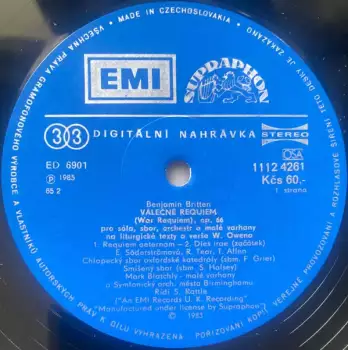 MADE IN CZECHOSLOVAKIA
VŠECHNA PRÁVA GRAMOFONOVÉHO VÝROBCE A VLASTNÍKU AUTORSKÝCH PRÁV K DÍLU VYHRAZENA. POŘIZOVÁNÍ KOPIÍ, VEŘEJNÉ PROVOZOVÁNÍ A ROZHLASOVÉ ŠÍŘENÍ TÉTO DESKY JE ZAKÁZÁNO
EMI SUPRAPHON
33 DIGITÁLNÍ NAHRÁVKA STEREO
ED 6901 OSA
Ⓟ 1983 1112 4261
85 2 Kčs 60,-
1. strana
Benjamin Britten
VÁLEČNÉ REQUIEM
(War Requiem), op. 66
pro sóla, sbor, orchestr a malé varhany
na liturgické texty a verše W. Owena
1. Requiem aeternam - 2. Dies irae (začátek)
E. Söderströmová, R. Tear, T. Allen
Chlapecký sbor oxfordské katedrály (sbm. F. Grier)
Smíšený sbor (sbm. S. Halsey)
Mark Blatchly - malé varhany
a Symfonický orch. města Birminghamu
Řídí S. Rattle
("An EMI Records U. K. Recording"
"Manufactured under license by Supraphon")
© 1983